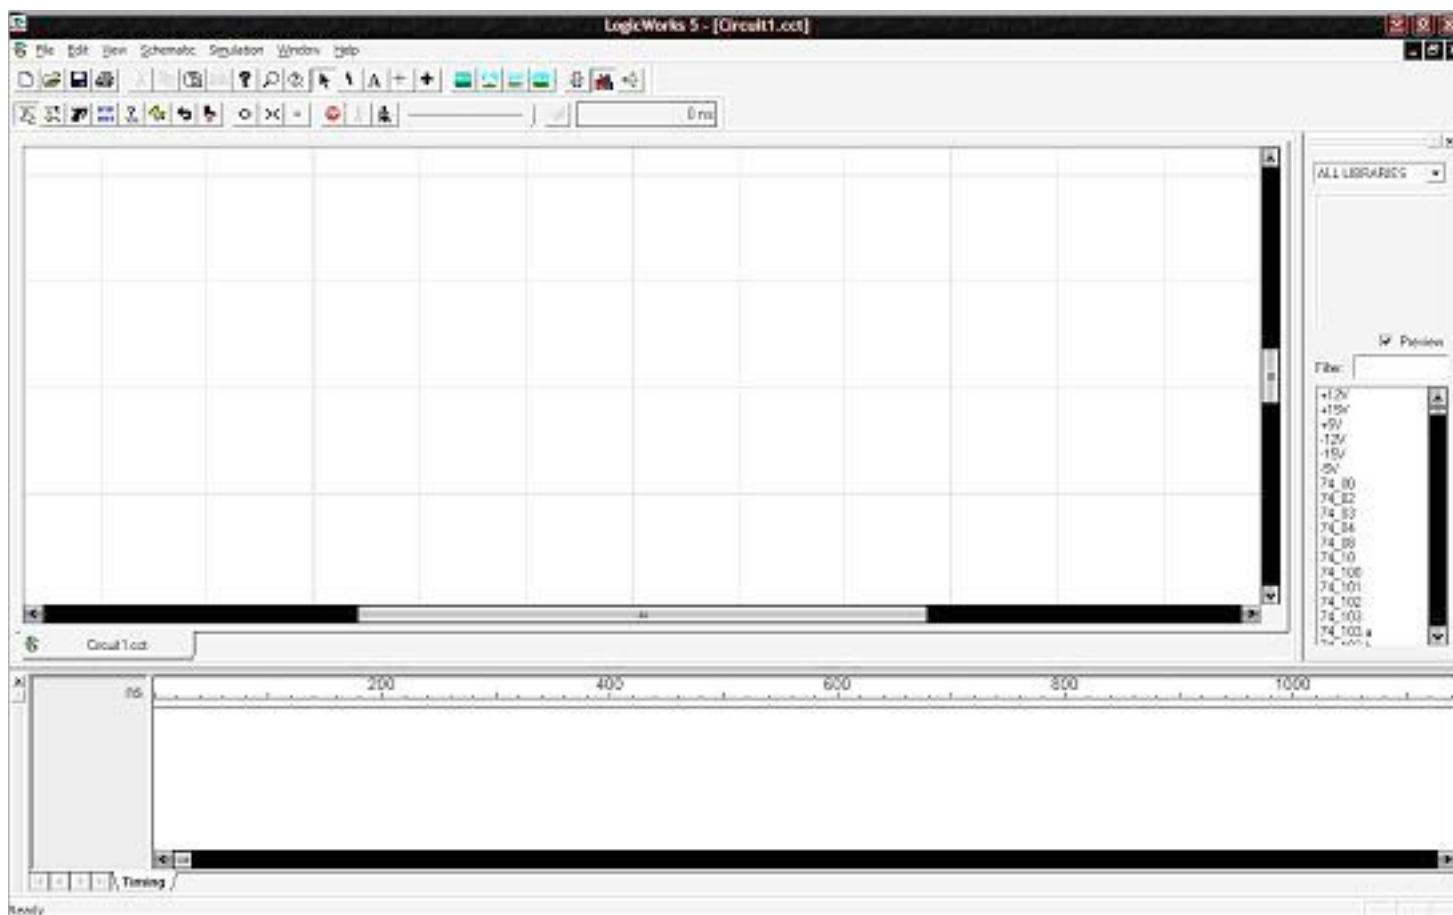 LogicWorks 5 - [Circuit1.cct]
File Edit View Schematic Simulation Window Help
A
0 ns
ALL LIBRARIES
Preview
Filter:
+12V
+15V
+5V
-12V
-15V
-5V
74_00
74_02
74_03
74_04
74_08
74_10
74_100
74_101
74_102
74_103
74_103.a
Circuit1.cct
ns 200 400 600 800 1000
Timing
Ready